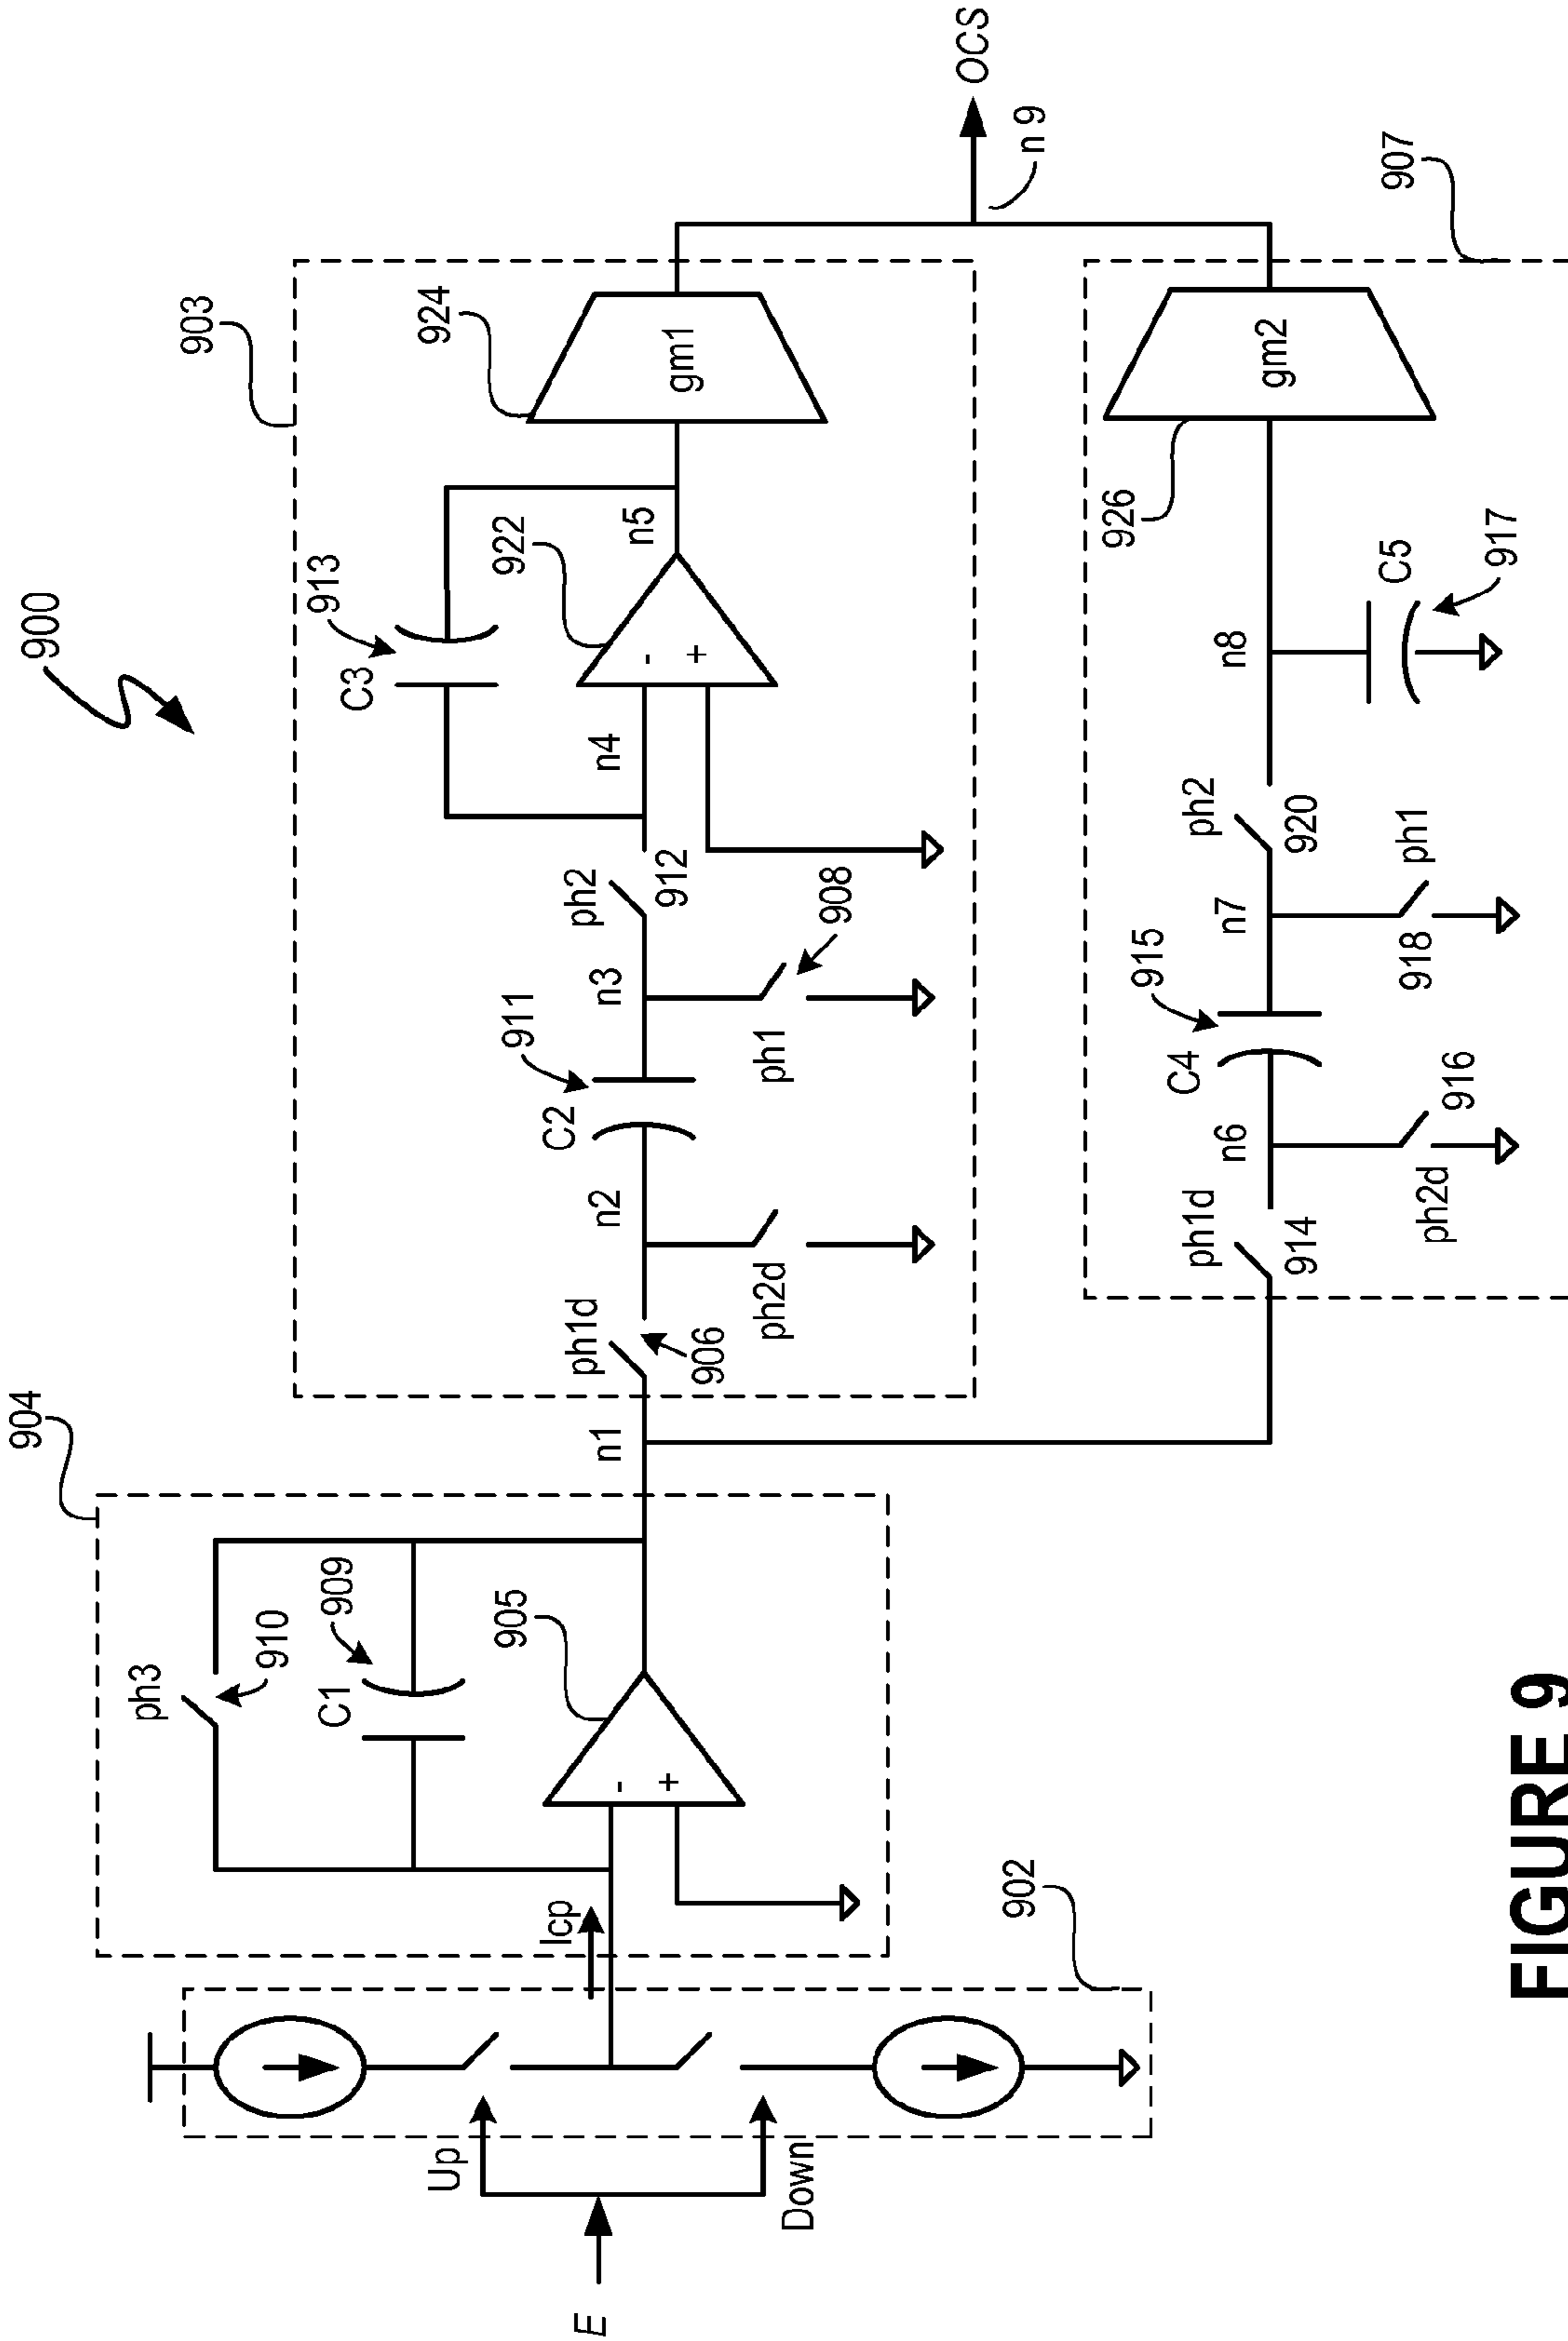 900
904
903
ph3
910
C1
909
905
-
+
Icp
902
Up
Down
E
n1
ph1d
906
n2
ph2d
C2
911
n3
ph1
908
ph2
912
n4
C3
913
-
+
922
n5
924
gm1
n 9
OCS
907
ph1d
914
n6
ph2d
916
C4
915
n7
918
ph1
ph2
920
n8
C5
917
926
gm2
FIGURE 9